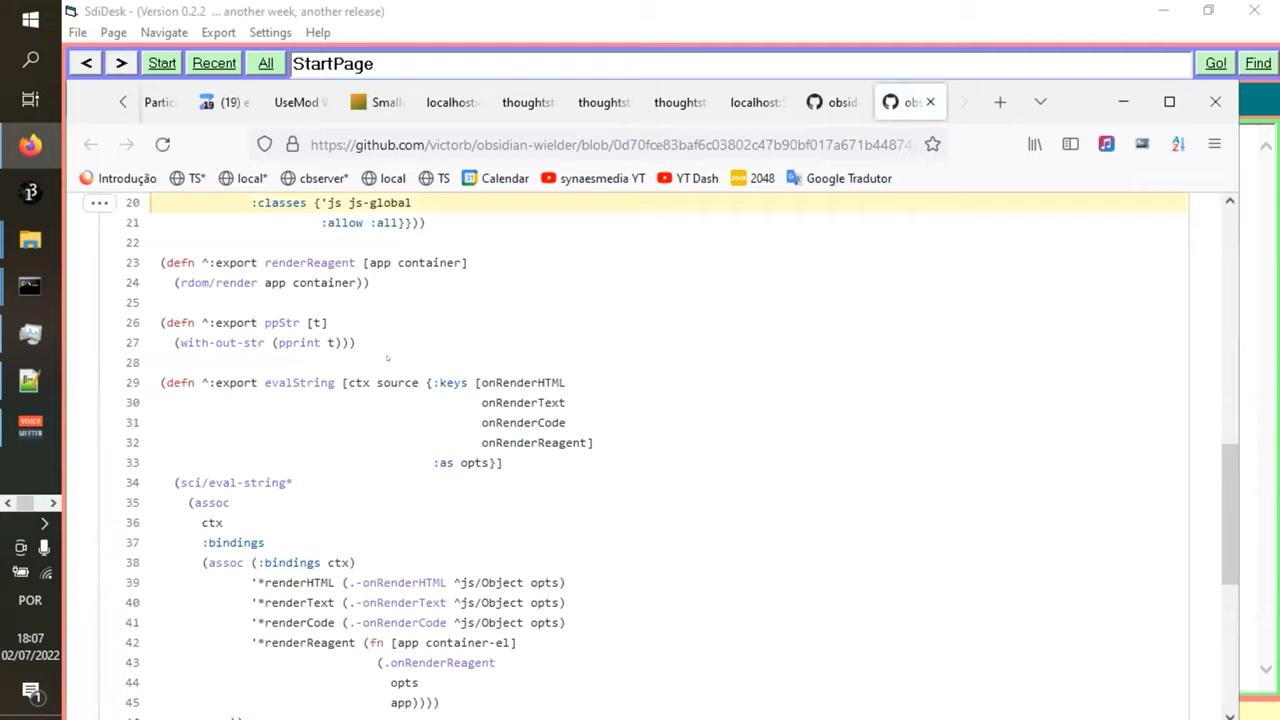 SdiDesk - (Version 0.2.2 ... another week, another release)
File Page Navigate Export Settings Help
< > Start Recent All StartPage Go! Find
Partic (19) e UseMod W Smalle localhost: thoughtst thoughtst thoughtst localhost: obsid obs
https://github.com/victorb/obsidian-wielder/blob/0d70fce83baf6c03802c47b90bf017a671b44874.
Introdução TS* local* cbserver* local TS Calendar synaesmedia YT YT Dash 2048 Google Tradutor
20 :classes {'js js-global
21 :allow :all}}))
22
23 (defn ^:export renderReagent [app container]
24 (rdom/render app container))
25
26 (defn ^:export ppStr [t]
27 (with-out-str (pprint t)))
28
29 (defn ^:export evalString [ctx source {:keys [onRenderHTML
30 onRenderText
31 onRenderCode
32 onRenderReagent]
33 :as opts}]
34 (sci/eval-string*
35 (assoc
36 ctx
37 :bindings
38 (assoc (:bindings ctx)
39 '*renderHTML (.-onRenderHTML ^js/Object opts)
40 '*renderText (.-onRenderText ^js/Object opts)
41 '*renderCode (.-onRenderCode ^js/Object opts)
42 '*renderReagent (fn [app container-el]
43 (.onRenderReagent
44 opts
45 app))))
VOICE
MEETER
POR
18:07
02/07/2022
1